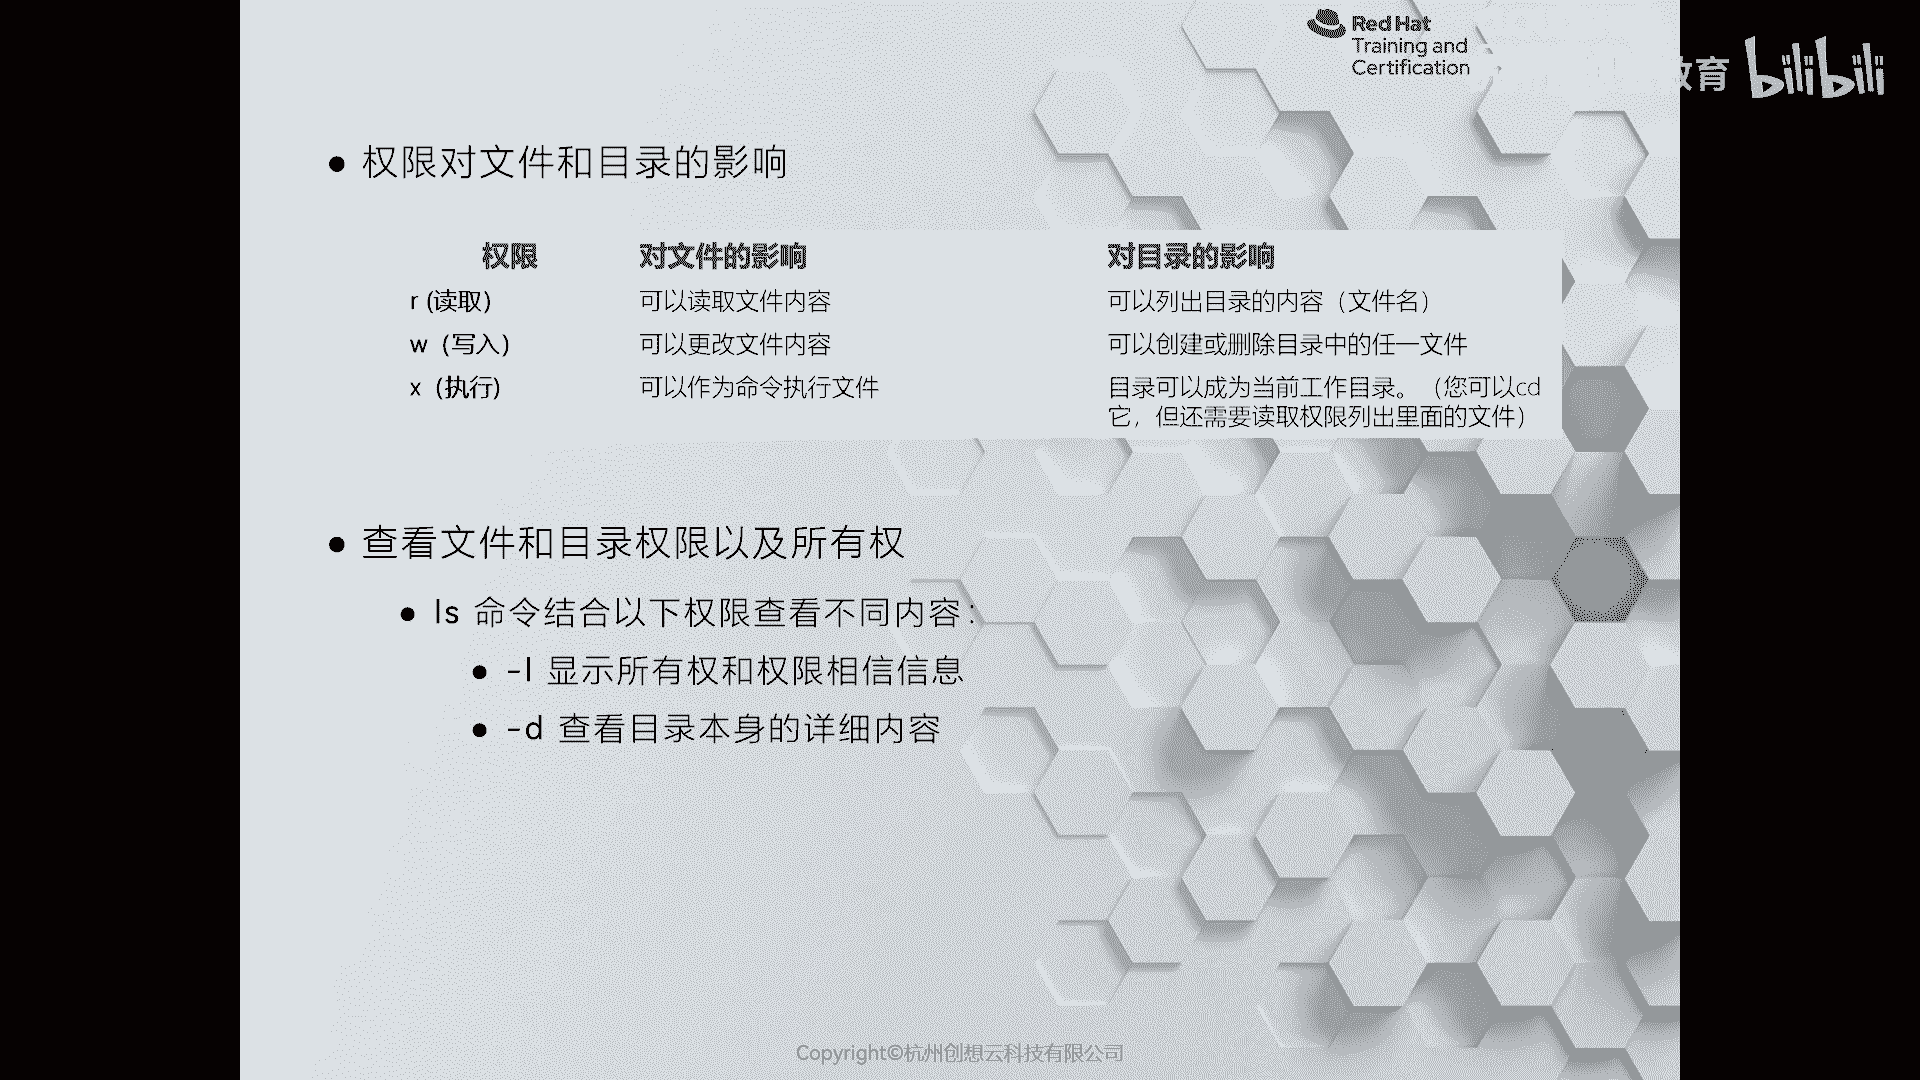 Red Hat
Training and
Certification
教育 bilibili
● 权限对文件和目录的影响
权限 对文件的影响 对目录的影响
r (读取) 可以读取文件内容 可以列出目录的内容（文件名）
w（写入) 可以更改文件内容 可以创建或删除目录中的任一文件
x（执行) 可以作为命令执行文件 目录可以成为当前工作目录。（您可以cd
它，但还需要读取权限列出里面的文件）
● 查看文件和目录权限以及所有权
● ls 命令结合以下权限查看不同内容：
● -l 显示所有权和权限相信信息
● -d 查看目录本身的详细内容
Copyright©杭州创想云科技有限公司